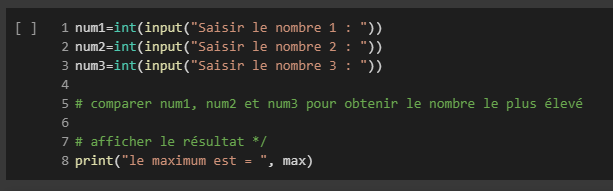 [ ] 1 num1=int(input("Saisir le nombre 1 : "))
2 num2=int(input("Saisir le nombre 2 : "))
3 num3=int(input("Saisir le nombre 3 : "))
4
5 # comparer num1, num2 et num3 pour obtenir le nombre le plus élevé
6
7 # afficher le résultat */
8 print("le maximum est = ", max)